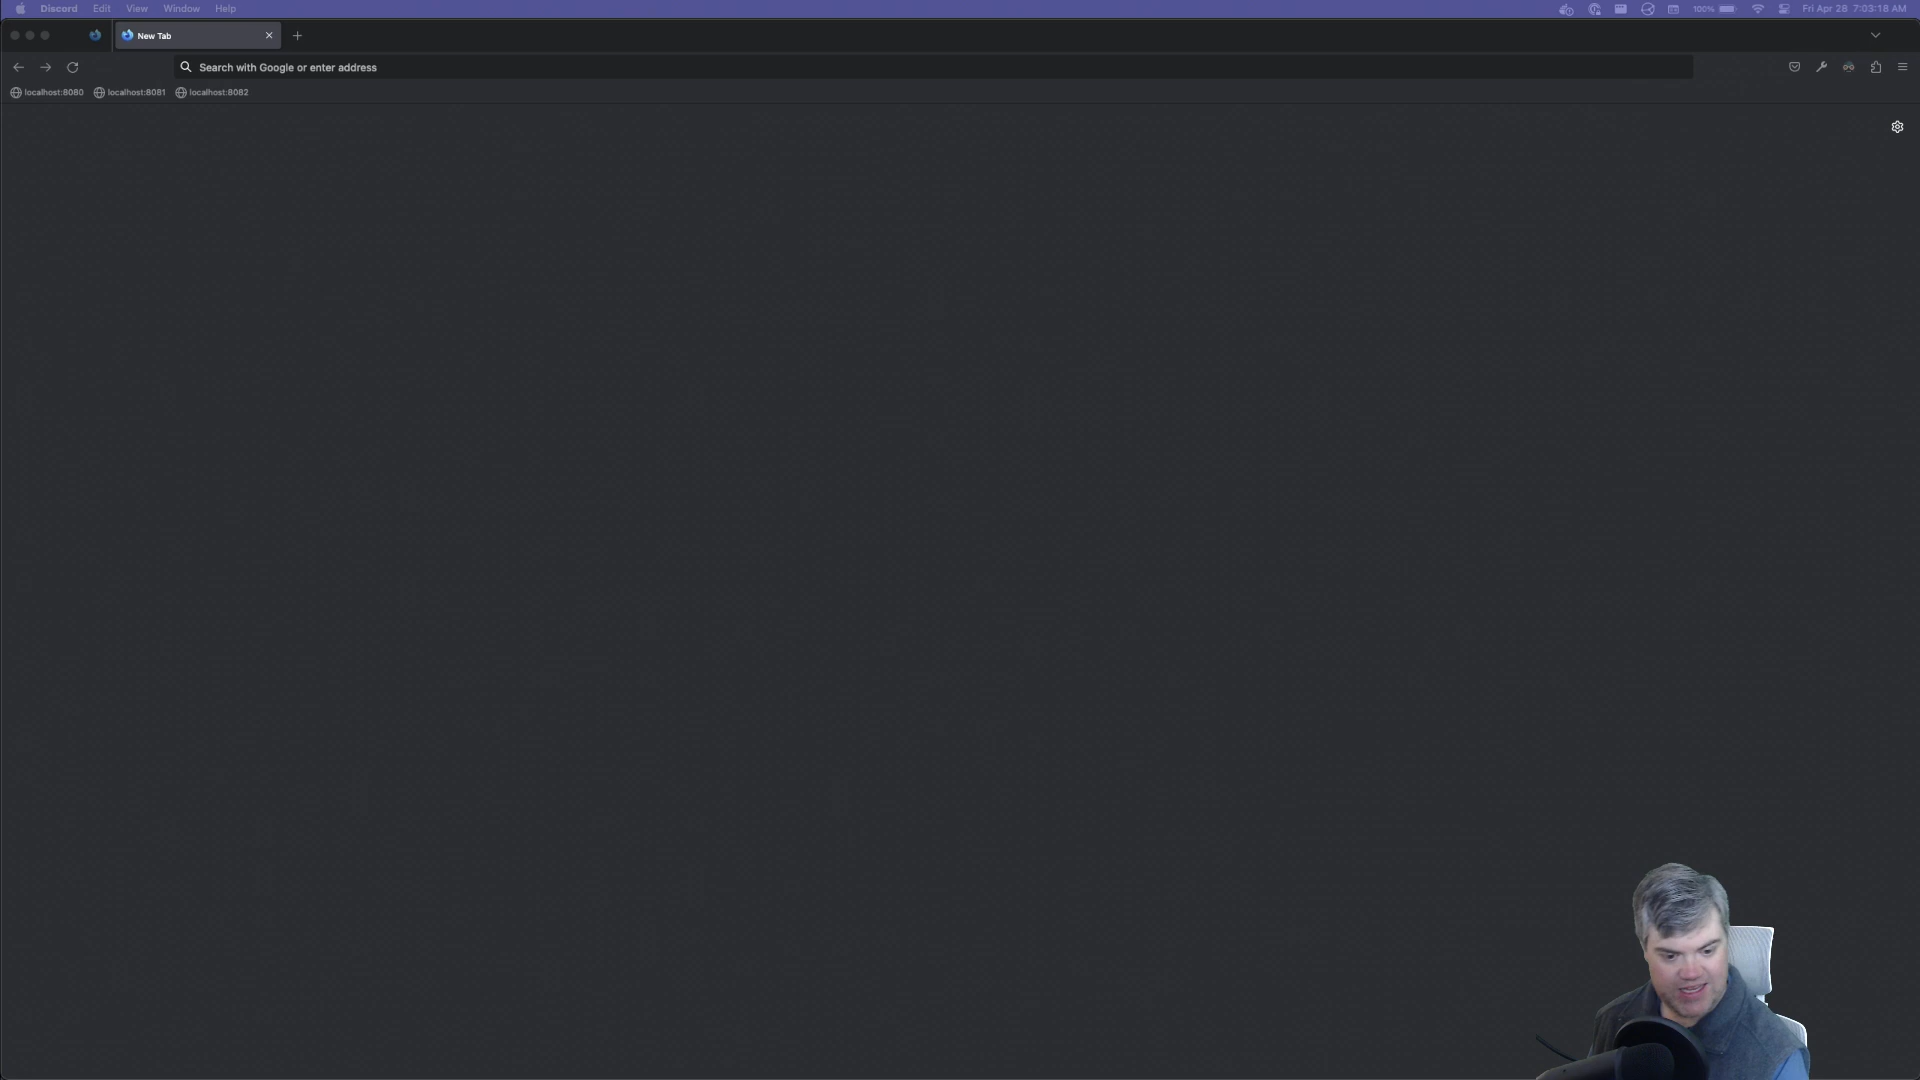 Discord Edit View Window Help 100% Fri Apr 28 7:03:18 AM
New Tab
Search with Google or enter address
localhost:8080 localhost:8081 localhost:8082